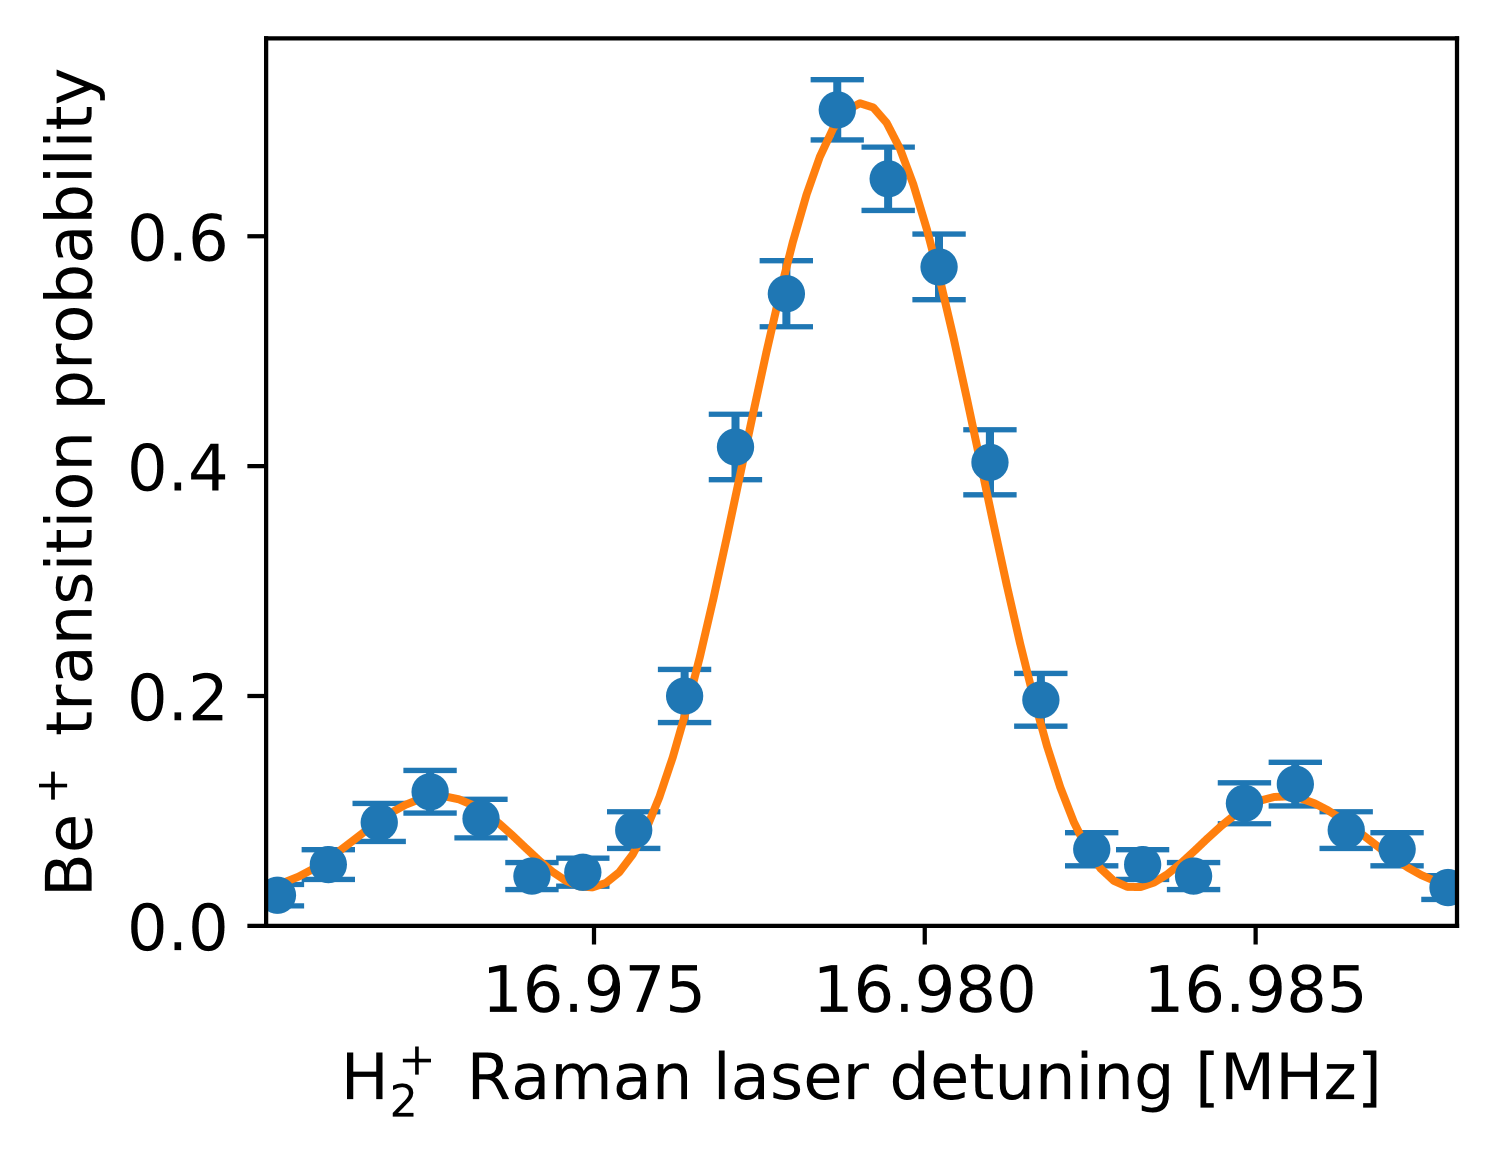 Be⁺ transition probability
0.6
0.4
0.2
0.0
16.975 16.980 16.985
H₂⁺ Raman laser detuning [MHz]